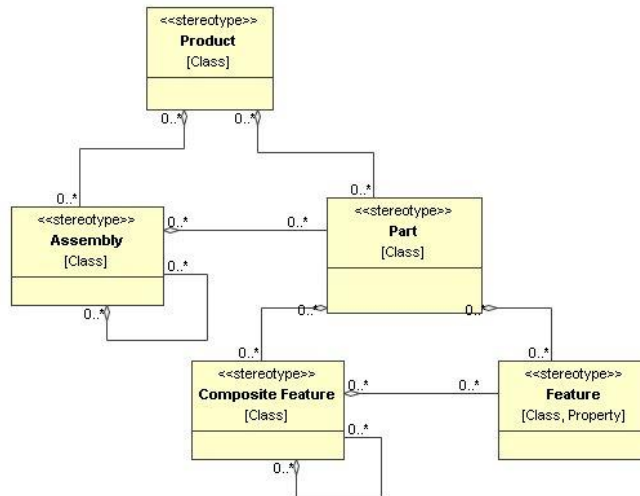 <<stereotype>>
Product
[Class]
0..*
0..*
0..*
0..*
<<stereotype>>
Assembly
[Class]
0..*
0..*
<<stereotype>>
Part
[Class]
0..*
0..*
0..*
0..*
0..*
0..*
<<stereotype>>
Composite Feature
[Class]
0..*
0..*
<<stereotype>>
Feature
[Class, Property]
0..*
0..*